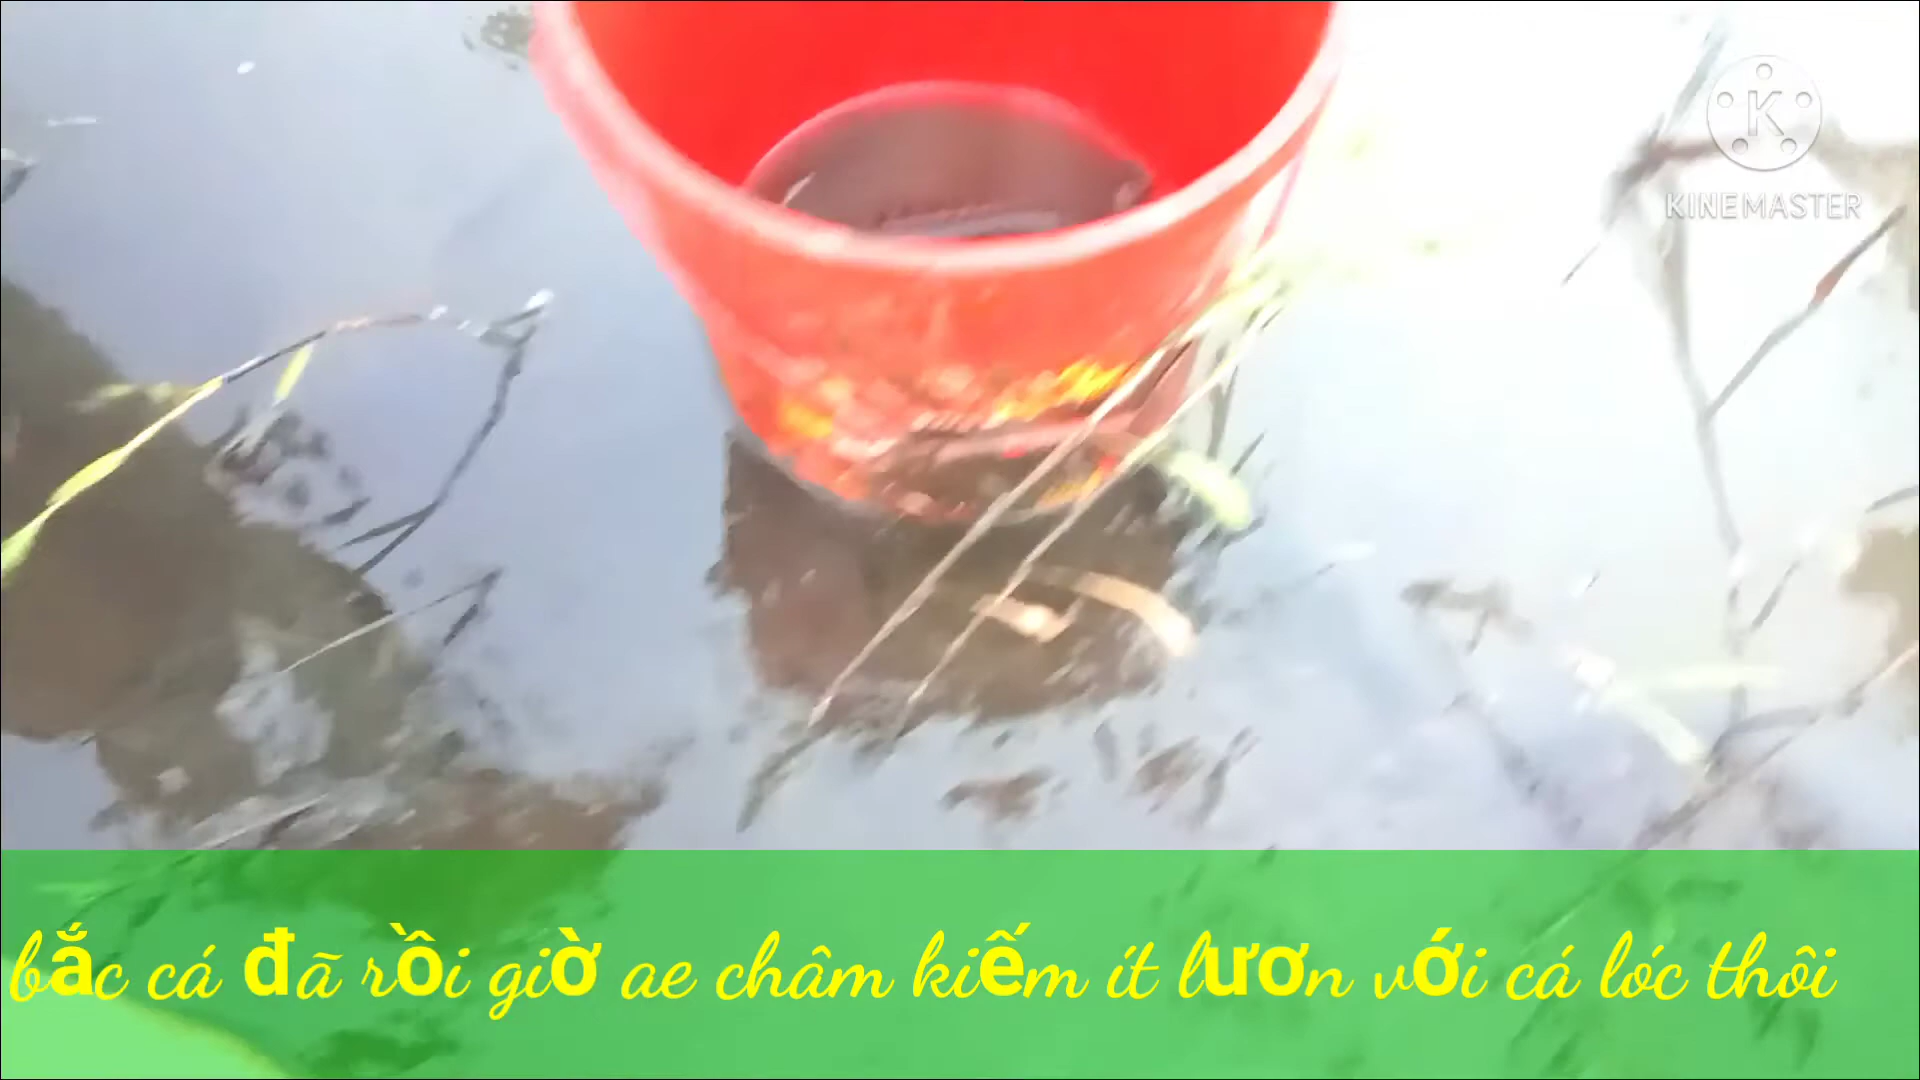 K
KINEMASTER
bắc cá đã rồi giờ ae châm kiếm ít lươn với cá lóc thôi